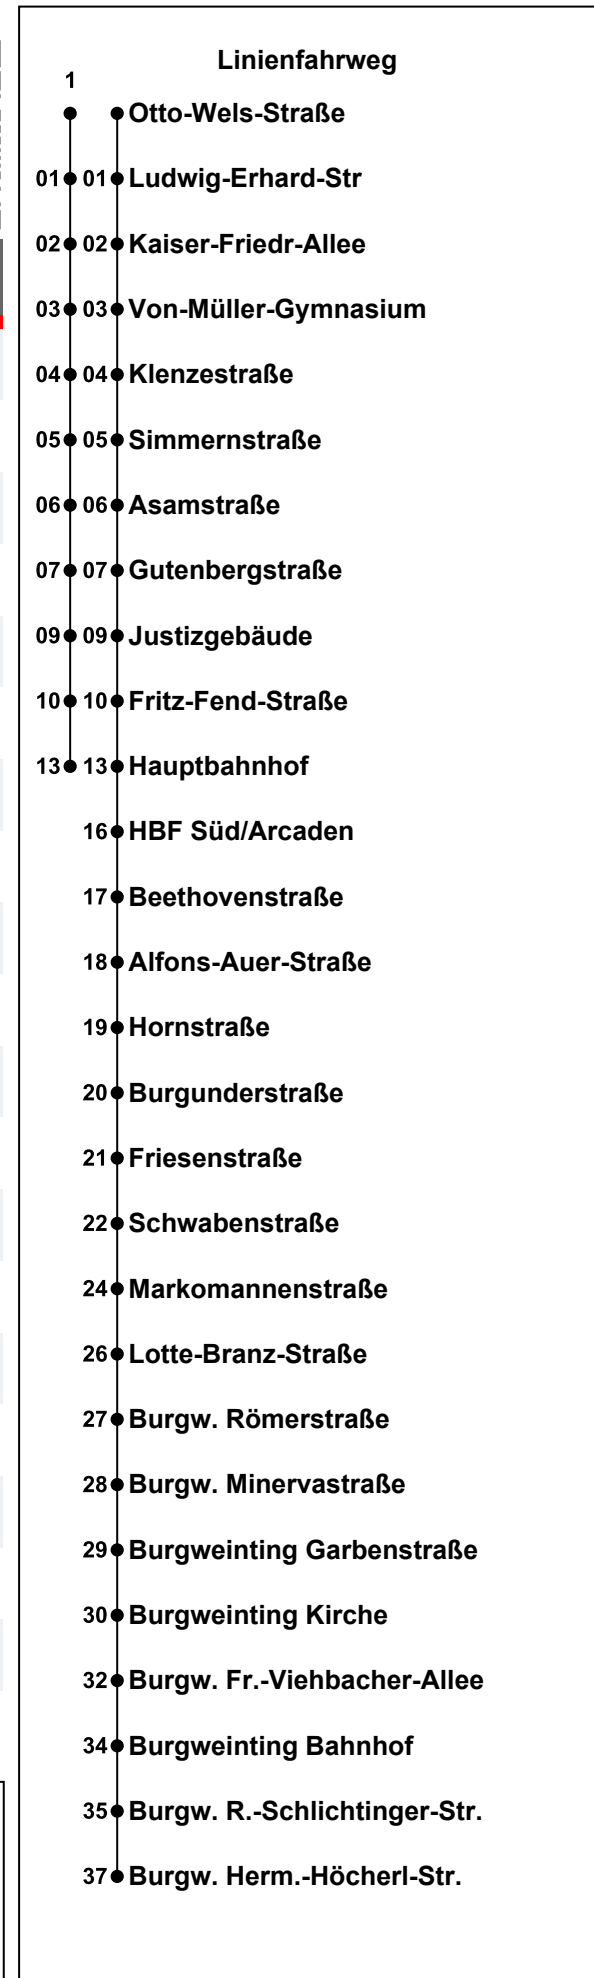 Linienfahrweg
1
Otto-Wels-Straße
01 01 Ludwig-Erhard-Str
02 02 Kaiser-Friedr-Allee
03 03 Von-Müller-Gymnasium
04 04 Klenzestraße
05 05 Simmernstraße
06 06 Asamstraße
07 07 Gutenbergstraße
09 09 Justizgebäude
10 10 Fritz-Fend-Straße
13 13 Hauptbahnhof
16 HBF Süd/Arcaden
17 Beethovenstraße
18 Alfons-Auer-Straße
19 Hornstraße
20 Burgunderstraße
21 Friesenstraße
22 Schwabenstraße
24 Markomannenstraße
26 Lotte-Branz-Straße
27 Burgw. Römerstraße
28 Burgw. Minervastraße
29 Burgweinting Garbenstraße
30 Burgweinting Kirche
32 Burgw. Fr.-Viehbacher-Allee
34 Burgweinting Bahnhof
35 Burgw. R.-Schlichtinger-Str.
37 Burgw. Herm.-Höcherl-Str.